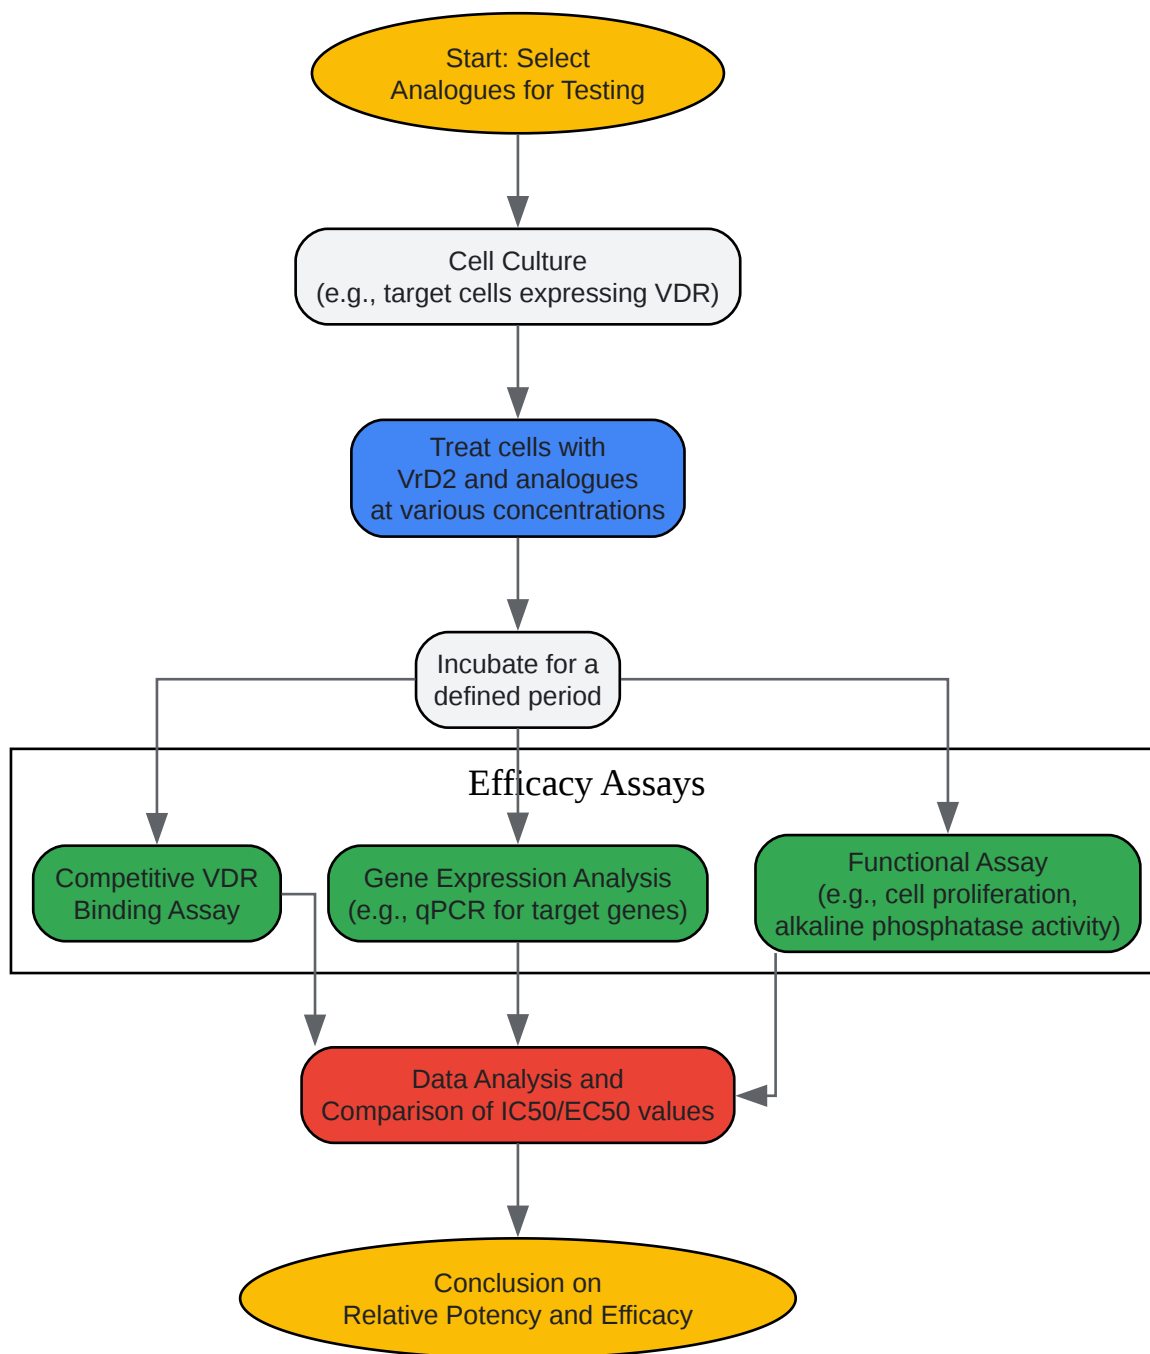 Start: Select
Analogues for Testing
Cell Culture
(e.g., target cells expressing VDR)
Treat cells with
VrD2 and analogues
at various concentrations
Incubate for a
defined period
Efficacy Assays
Competitive VDR
Binding Assay
Gene Expression Analysis
(e.g., qPCR for target genes)
Functional Assay
(e.g., cell proliferation,
alkaline phosphatase activity)
Data Analysis and
Comparison of IC50/EC50 values
Conclusion on
Relative Potency and Efficacy